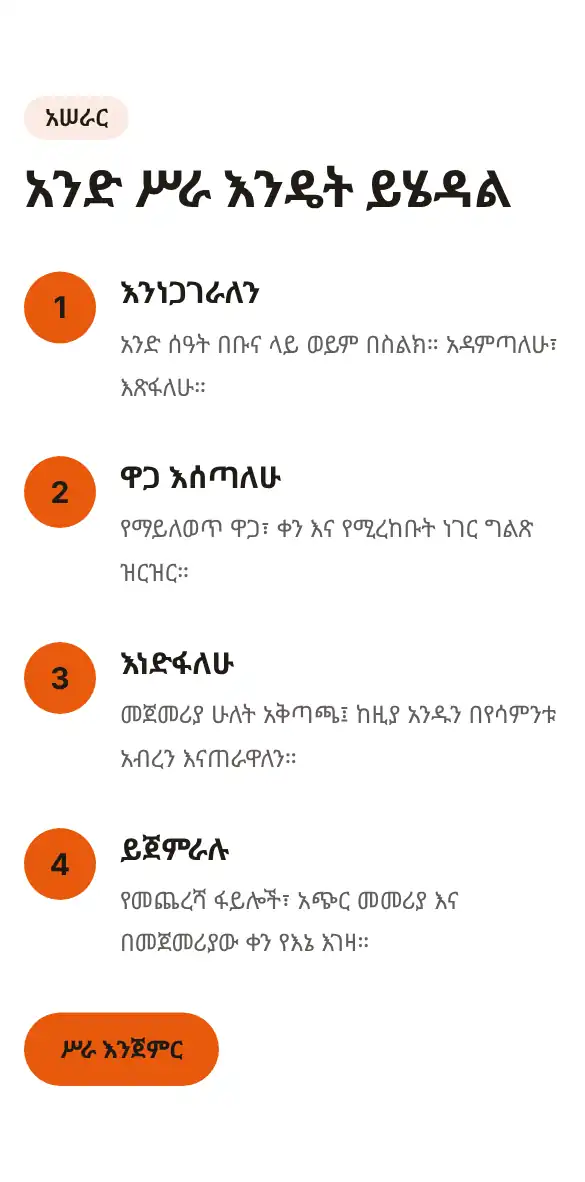 አሠራር
አንድ ሥራ እንዴት ይሄዳል
1
እንነጋገራለን
አንድ ሰዓት በቡና ላይ ወይም በስልክ። አዳምጣለሁ፣
እጽፋለሁ።
2
ዋጋ እሰጣለሁ
የማይለወጥ ዋጋ፣ ቀን እና የሚረከቡት ነገር ግልጽ
ዝርዝር።
3
እነድፋለሁ
መጀመሪያ ሁለት አቅጣጫ፤ ከዚያ አንዱን በየሳምንቱ
አብረን እናጠራዋለን።
4
ይጀምራሉ
የመጨረሻ ፋይሎች፣ አጭር መመሪያ እና
በመጀመሪያው ቀን የእኔ እገዛ።
ሥራ እንጀምር